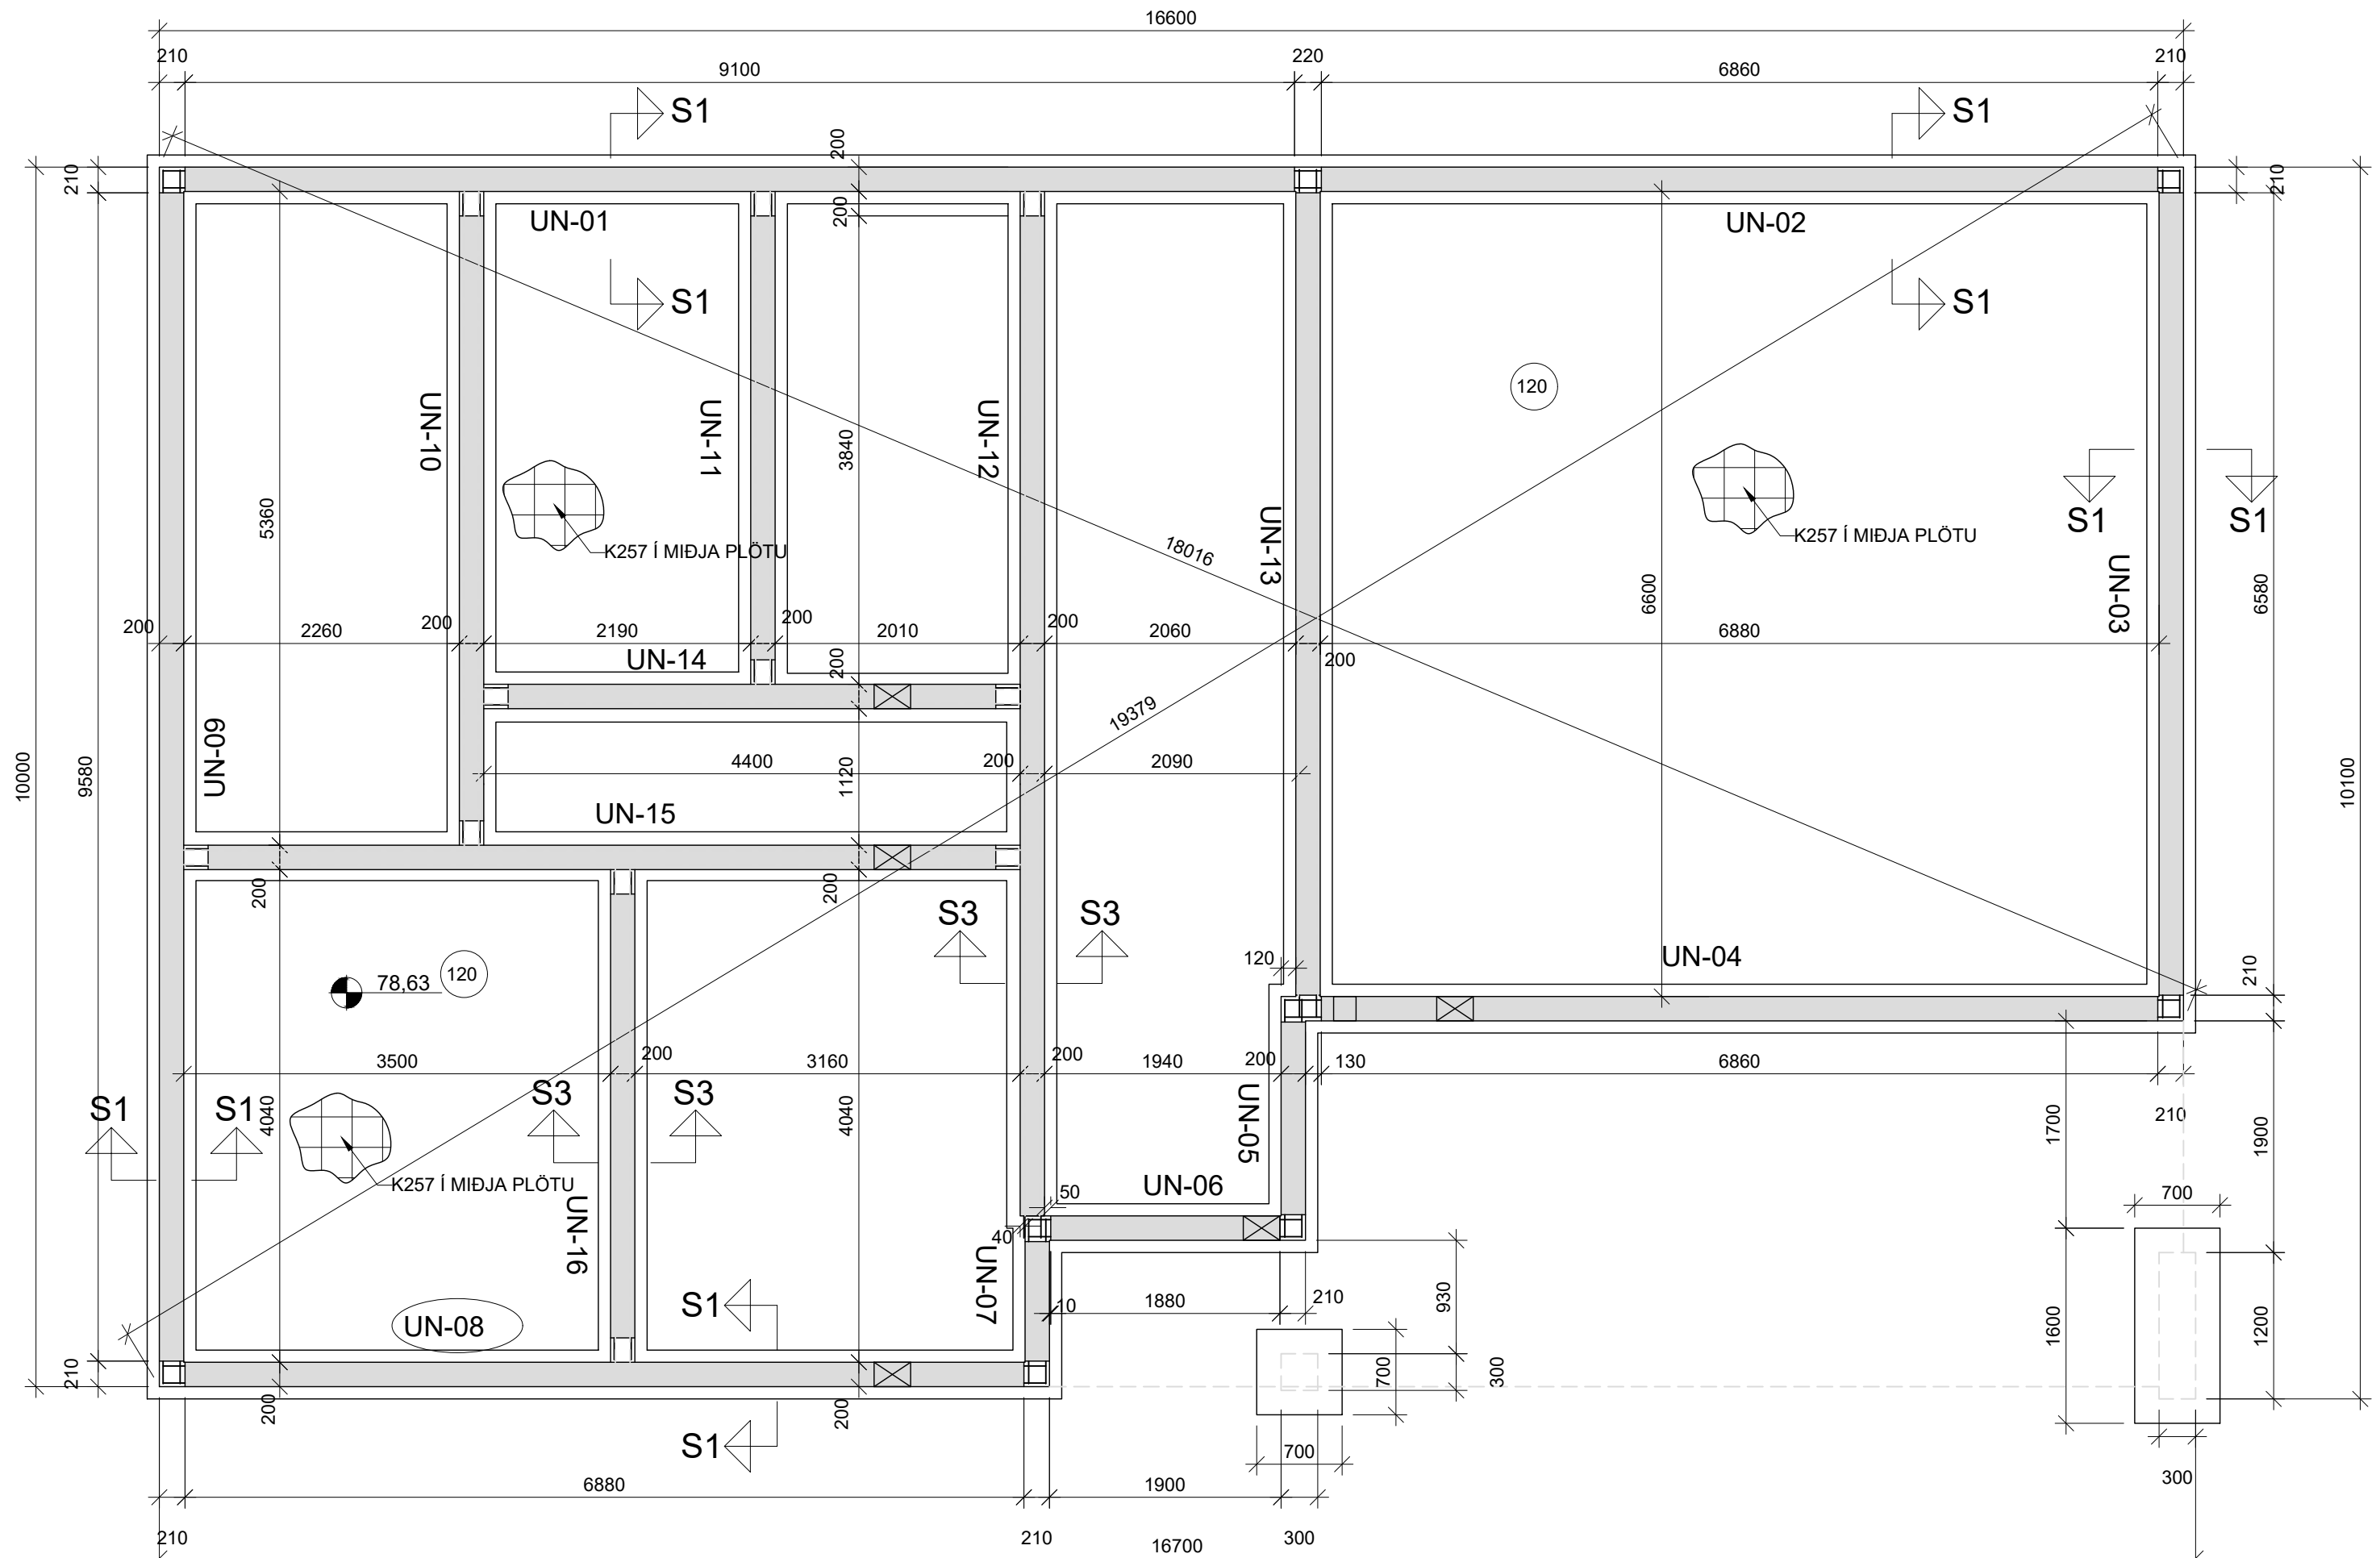 16600
210
9100
220
6860
210
S1
S1
200
210
210
UN-01
200
UN-02
S1
S1
120
UN-10
UN-11
3840
UN-12
5360
K257 Í MIÐJA PLÖTU
UN-13
18016
K257 Í MIÐJA PLÖTU
S1
S1
6600
UN-03
6580
200
2260
200
2190
200
2010
200
2060
6880
200
UN-14
200
UN-09
19379
10000
9580
4400
1120
200
2090
10100
UN-15
200
200
S3
S3
120
UN-04
210
78,63
120
3500
200
3160
200
1940
200
130
6860
S1
S1
4040
S3
S3
4040
UN-05
1700
210
1900
K257 Í MIÐJA PLÖTU
UN-06
50
700
UN-16
40
UN-07
S1
10
1880
210
930
UN-08
1600
1200
210
700
300
200
200
S1
700
6880
1900
300
210
210
300
16700